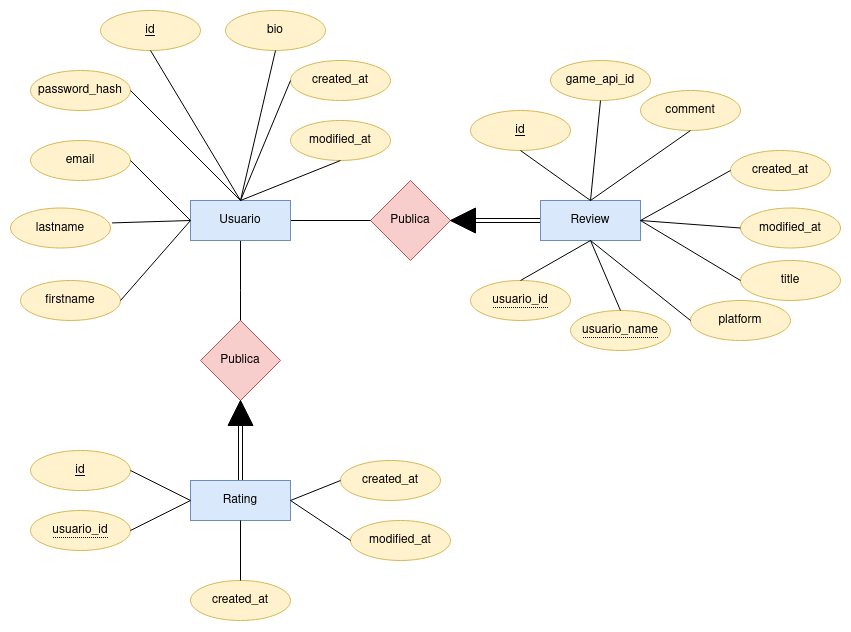 id
bio
password_hash
created_at
email
modified_at
lastname
firstname
Usuario
Publica
game_api_id
comment
id
created_at
Review
modified_at
title
usuario_id
usuario_name
platform
Publica
id
usuario_id
Rating
created_at
modified_at
created_at